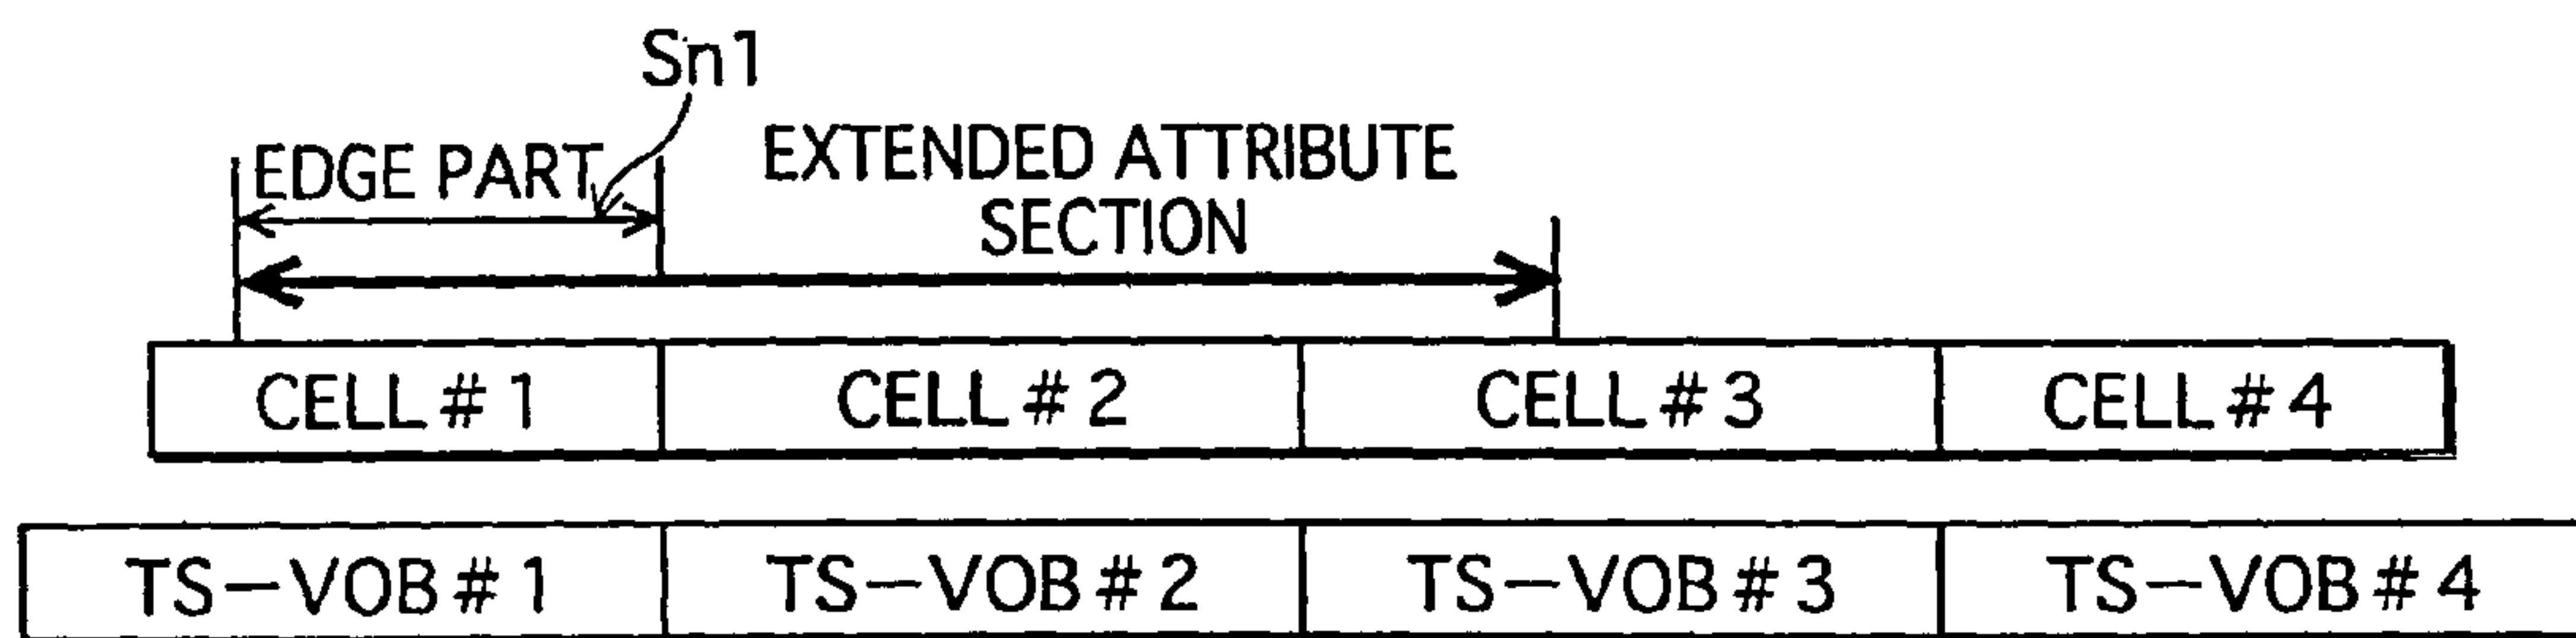 Sn1
EDGE PART
EXTENDED ATTRIBUTE
SECTION
CELL # 1 CELL # 2 CELL # 3 CELL # 4
TS-VOB # 1 TS-VOB # 2 TS-VOB # 3 TS-VOB # 4